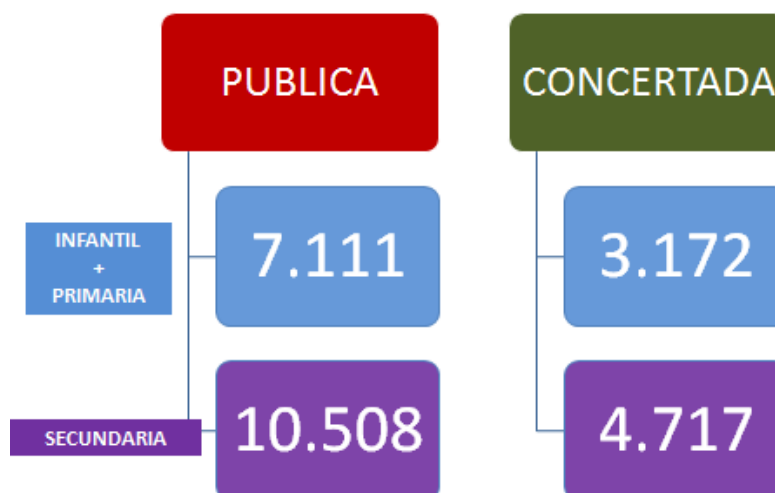 PUBLICA
CONCERTADA
INFANTIL
+
PRIMARIA
7.111
3.172
SECUNDARIA
10.508
4.717